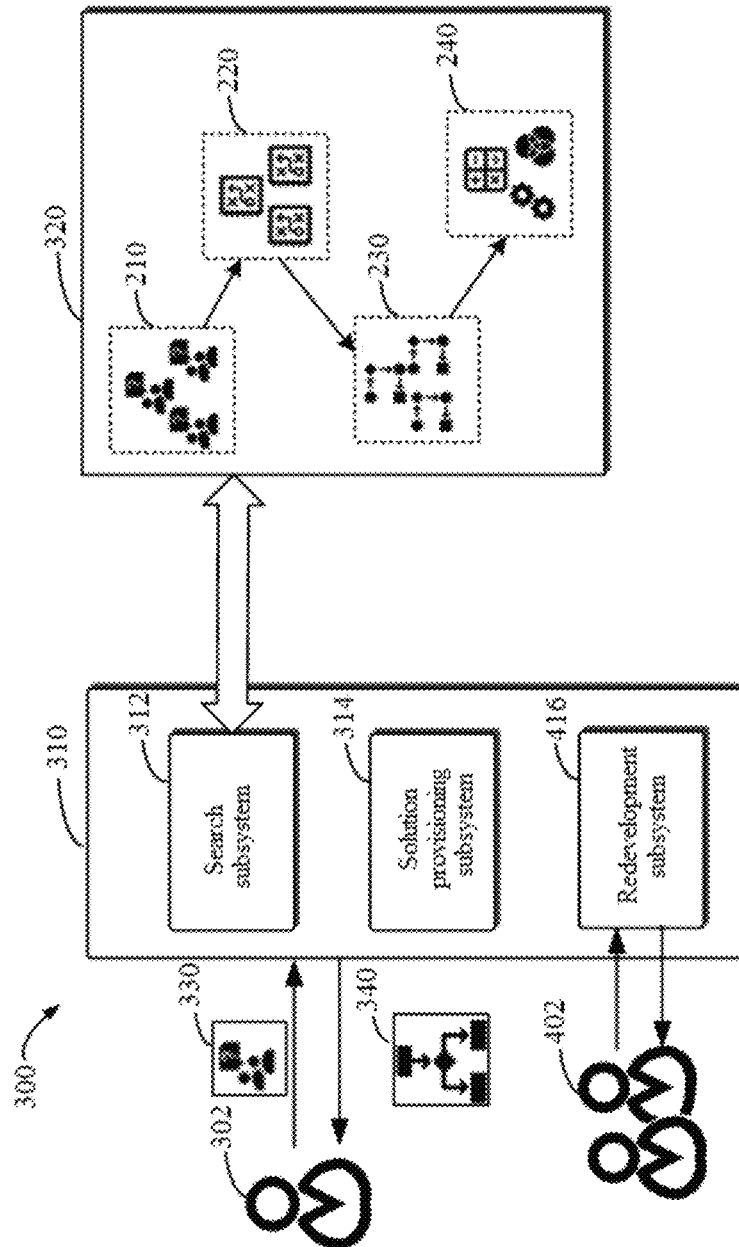 300
302
330
340
402
310
312
Search
subsystem
314
Solution
provisioning
subsystem
416
Redevelopment
subsystem
320
210
220
230
240